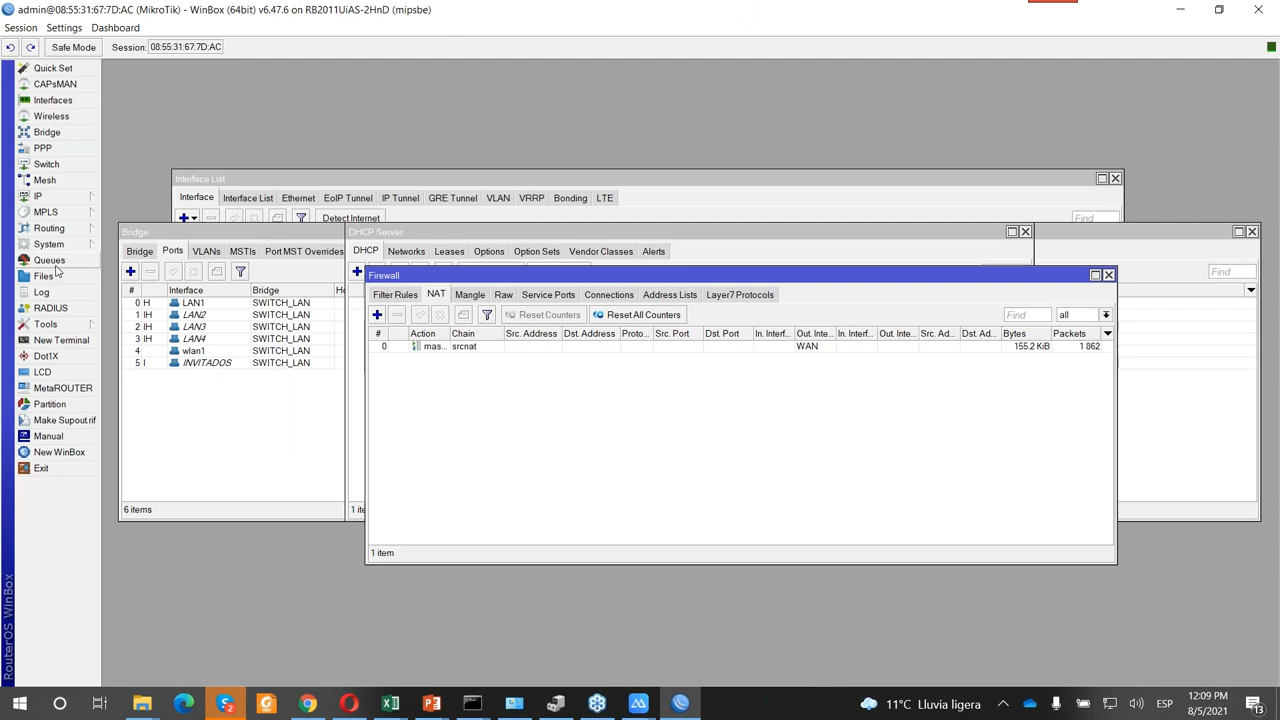 admin@08:55:31:67:7D:AC (MikroTik) - WinBox (64bit) v6.47.6 on RB2011UiAS-2HnD (mipsbe)
Session Settings Dashboard
Safe Mode Session: 08:55:31:67:7D:AC
Quick Set
CAPsMAN
Interfaces
Wireless
Bridge
PPP
Switch
Mesh
IP
MPLS
Routing
System
Queues
Files
Log
RADIUS
Tools
New Terminal
Dot1X
LCD
MetaROUTER
Partition
Make Supout.rif
Manual
New WinBox
Exit
RouterOS WinBox
Interface List
Interface Interface List Ethernet EoIP Tunnel IP Tunnel GRE Tunnel VLAN VRRP Bonding LTE
Detect Internet Find
Bridge
Bridge Ports VLANs MSTIs Port MST Overrides
# Interface Bridge
0 H LAN1 SWITCH_LAN
1 IH LAN2 SWITCH_LAN
2 IH LAN3 SWITCH_LAN
3 IH LAN4 SWITCH_LAN
4 wlan1 SWITCH_LAN
5 I INVITADOS SWITCH_LAN
6 items
DHCP Server
DHCP Networks Leases Options Option Sets Vendor Classes Alerts
Find
Firewall
Filter Rules NAT Mangle Raw Service Ports Connections Address Lists Layer7 Protocols
Reset Counters Reset All Counters Find all
# Action Chain Src. Address Dst. Address Proto... Src. Port Dst. Port In. Interf... Out. Inte... In. Interf... Out. Inte... Src. Ad... Dst. Ad... Bytes Packets
0 mas... srcnat WAN 155.2 KiB 1 862
1 item
11°C Lluvia ligera ESP 12:09 PM
8/5/2021
13